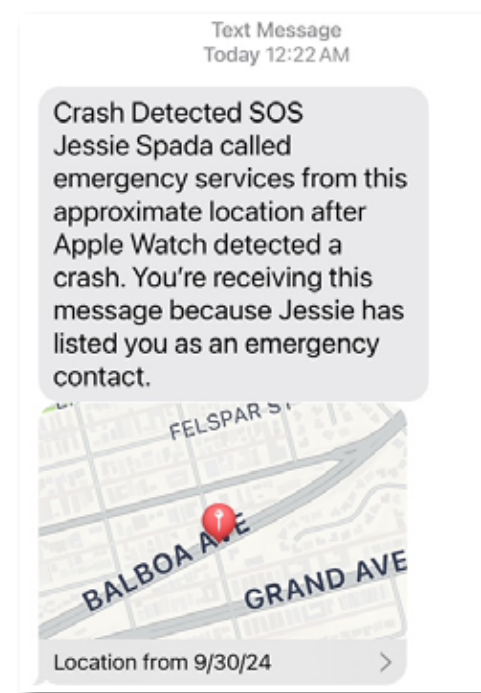 Text Message
Today 12:22 AM
Crash Detected SOS
Jessie Spada called
emergency services from this
approximate location after
Apple Watch detected a
crash. You're receiving this
message because Jessie has
listed you as an emergency
contact.
FELSPAR ST
BALBOA AVE
GRAND AVE
Location from 9/30/24